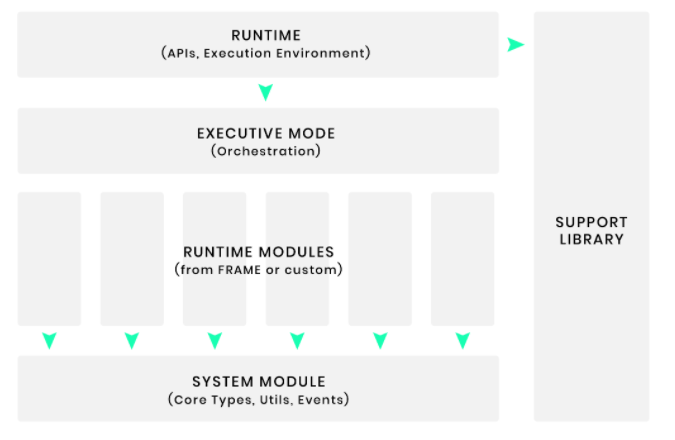 RUNTIME
(APIs, Execution Environment)
EXECUTIVE MODE
(Orchestration)
RUNTIME MODULES
(from FRAME or custom)
SYSTEM MODULE
(Core Types, Utils, Events)
SUPPORT
LIBRARY